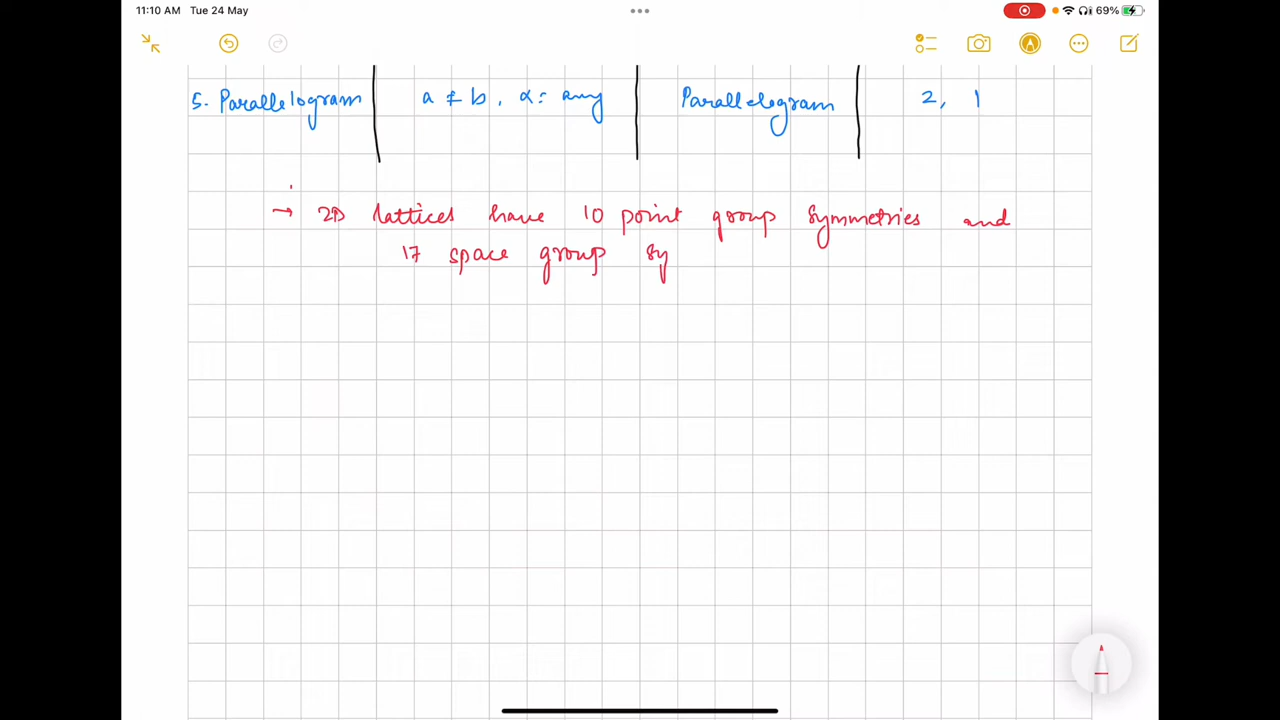 11:10 AM Tue 24 May 69%
5. Parallelogram a ≠ b, α = any Parallelogram 2, 1
→ 2D lattices have 10 point group symmetries and
17 space group sy